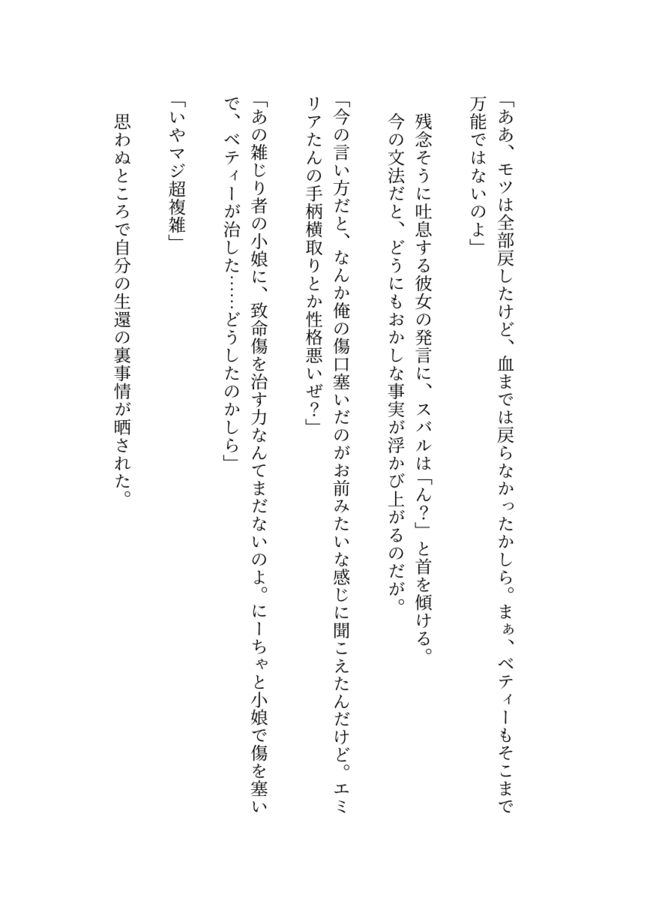 「ああ、モツは全部戻したけど、血までは戻らなかったかしら。まぁ、ベティーもそこまで
万能ではないのよ」
残念そうに吐息する彼女の発言に、スバルは「ん？」と首を傾ける。
今の文法だと、どうにもおかしな事実が浮かび上がるのだが。
「今の言い方だと、なんか俺の傷口塞いだのがお前みたいな感じに聞こえたんだけど。エミ
リアたんの手柄横取りとか性格悪いぜ？」
「あの雑じり者の小娘に、致命傷を治す力なんてまだないのよ。にーちゃと小娘で傷を塞い
で、ベティーが治した……どうしたのかしら」
「いやマジ超複雑」
思わぬところで自分の生還の裏事情が晒された。